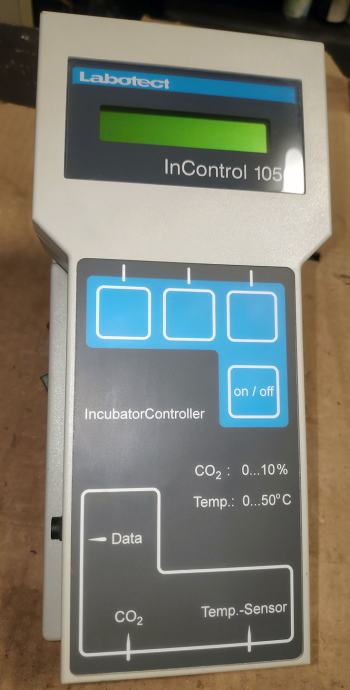 Labotect
InControl 105
on / off
IncubatorController
CO₂ : 0...10%
Temp.: 0...50°C
Data
CO₂
Temp.-Sensor